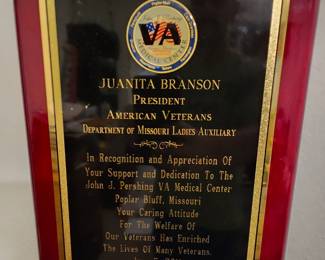 VA
MEDICAL CENTER
JUANITA BRANSON
PRESIDENT
AMERICAN VETERANS
DEPARTMENT OF MISSOURI LADIES AUXILIARY
In Recognition and Appreciation Of
Your Support and Dedication To The
John J. Pershing VA Medical Center
Poplar Bluff, Missouri
Your Caring Attitude
For The Welfare Of
Our Veterans Has Enriched
The Lives Of Many Veterans.